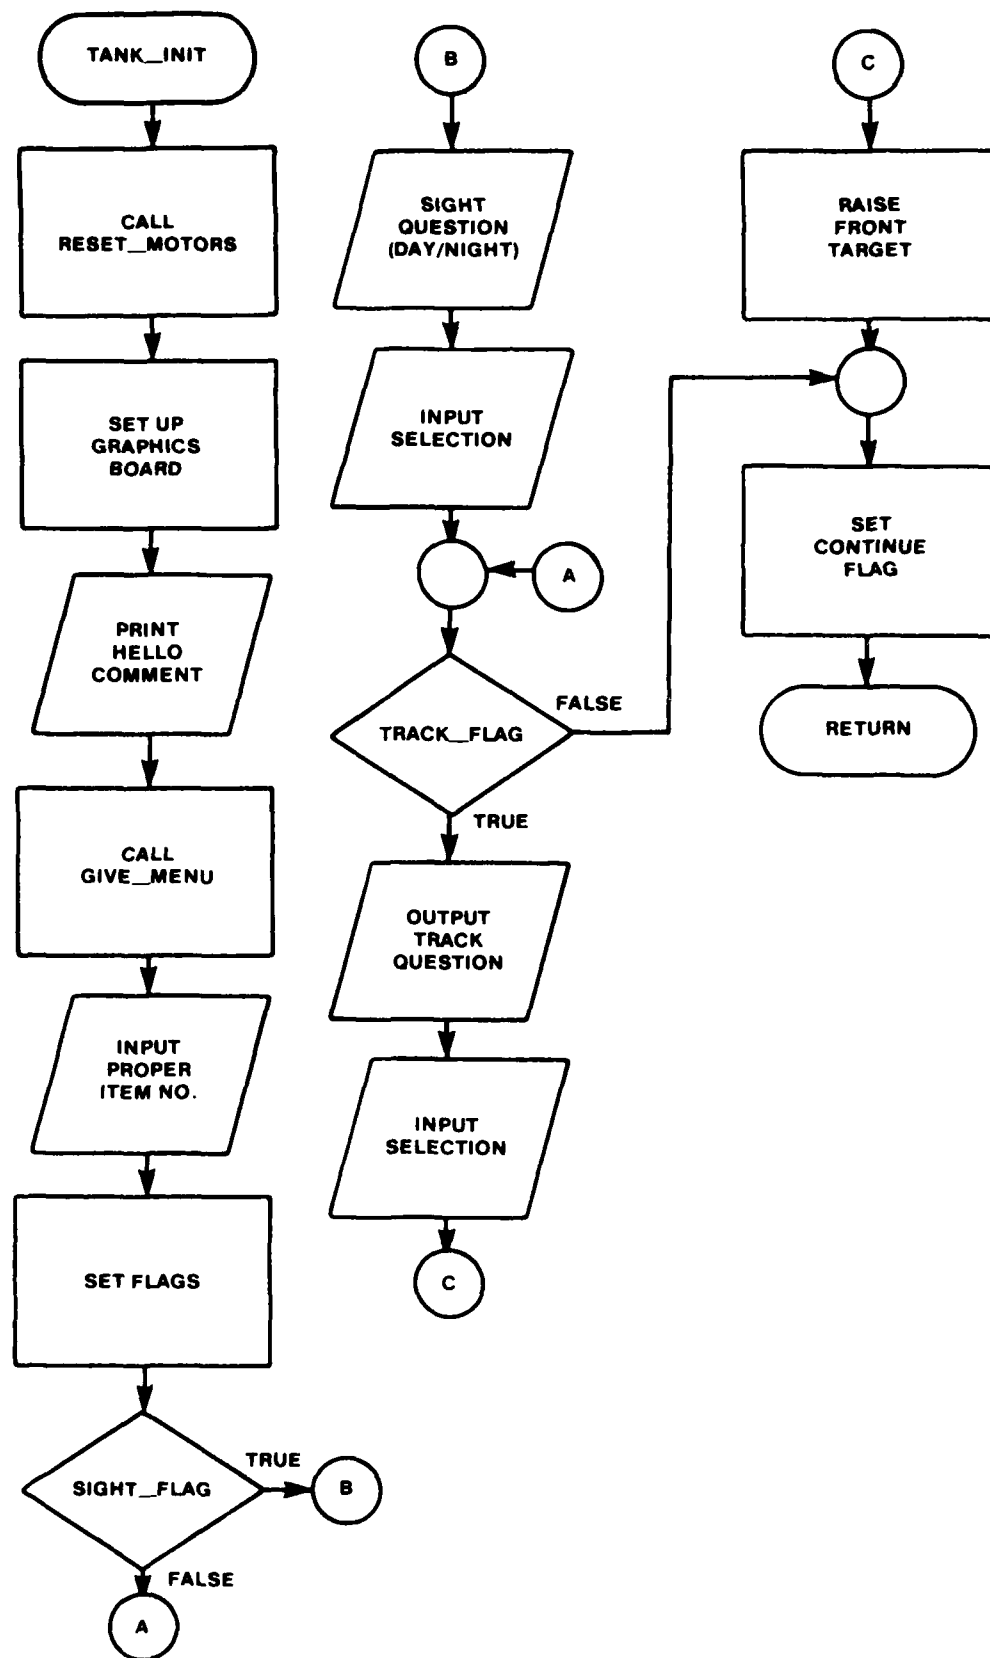 TANK_INIT
CALL
RESET_MOTORS
SET UP
GRAPHICS
BOARD
PRINT
HELLO
COMMENT
CALL
GIVE_MENU
INPUT
PROPER
ITEM NO.
SET FLAGS
SIGHT_FLAG
TRUE
B
FALSE
A
B
SIGHT
QUESTION
(DAY/NIGHT)
INPUT
SELECTION
A
TRACK_FLAG
FALSE
TRUE
OUTPUT
TRACK
QUESTION
INPUT
SELECTION
C
C
RAISE
FRONT
TARGET
SET
CONTINUE
FLAG
RETURN